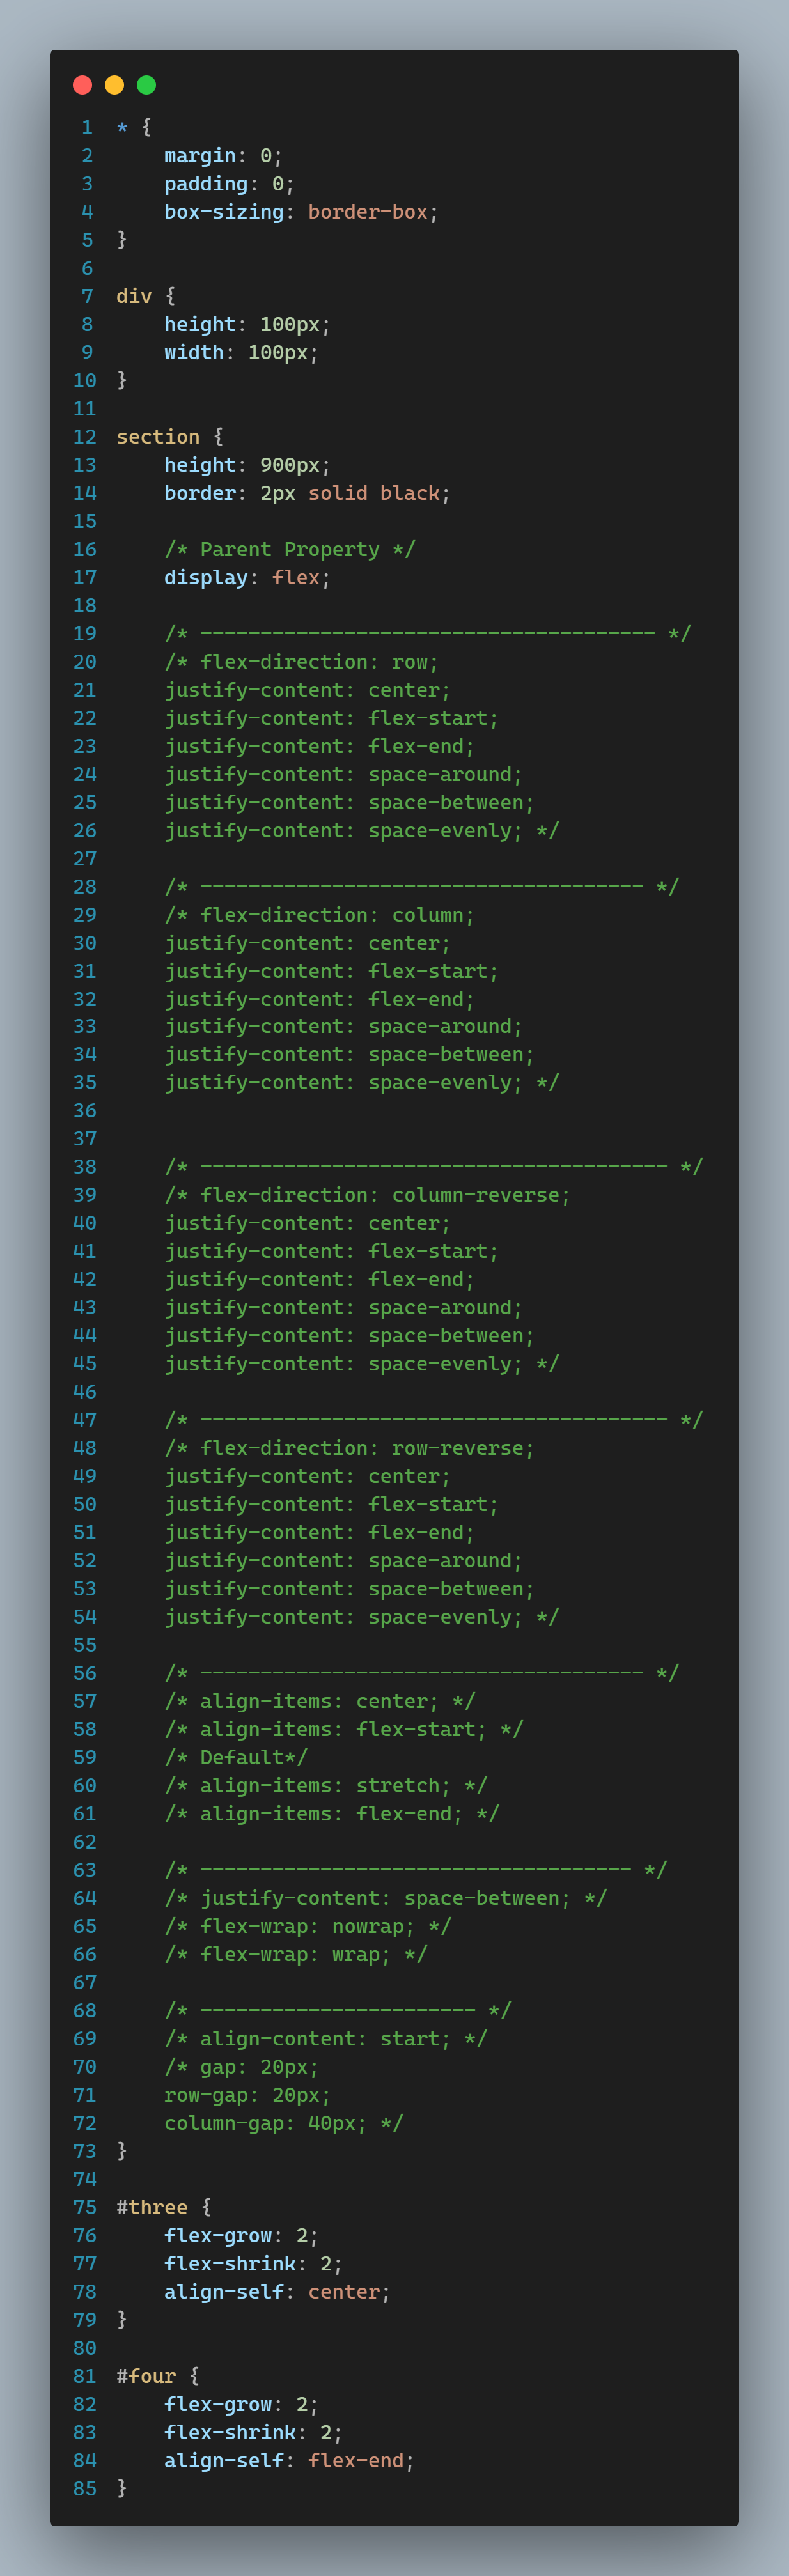 1 * {
2     margin: 0;
3     padding: 0;
4     box-sizing: border-box;
5 }
6
7 div {
8     height: 100px;
9     width: 100px;
10 }
11
12 section {
13     height: 900px;
14     border: 2px solid black;
15
16     /* Parent Property */
17     display: flex;
18
19     /* -------------------------------------- */
20     /* flex-direction: row;
21     justify-content: center;
22     justify-content: flex-start;
23     justify-content: flex-end;
24     justify-content: space-around;
25     justify-content: space-between;
26     justify-content: space-evenly; */
27
28     /* ------------------------------------- */
29     /* flex-direction: column;
30     justify-content: center;
31     justify-content: flex-start;
32     justify-content: flex-end;
33     justify-content: space-around;
34     justify-content: space-between;
35     justify-content: space-evenly; */
36
37
38     /* --------------------------------------- */
39     /* flex-direction: column-reverse;
40     justify-content: center;
41     justify-content: flex-start;
42     justify-content: flex-end;
43     justify-content: space-around;
44     justify-content: space-between;
45     justify-content: space-evenly; */
46
47     /* --------------------------------------- */
48     /* flex-direction: row-reverse;
49     justify-content: center;
50     justify-content: flex-start;
51     justify-content: flex-end;
52     justify-content: space-around;
53     justify-content: space-between;
54     justify-content: space-evenly; */
55
56     /* ------------------------------------- */
57     /* align-items: center; */
58     /* align-items: flex-start; */
59     /* Default*/
60     /* align-items: stretch; */
61     /* align-items: flex-end; */
62
63     /* ------------------------------------ */
64     /* justify-content: space-between; */
65     /* flex-wrap: nowrap; */
66     /* flex-wrap: wrap; */
67
68     /* ----------------------- */
69     /* align-content: start; */
70     /* gap: 20px;
71     row-gap: 20px;
72     column-gap: 40px; */
73 }
74
75 #three {
76     flex-grow: 2;
77     flex-shrink: 2;
78     align-self: center;
79 }
80
81 #four {
82     flex-grow: 2;
83     flex-shrink: 2;
84     align-self: flex-end;
85 }